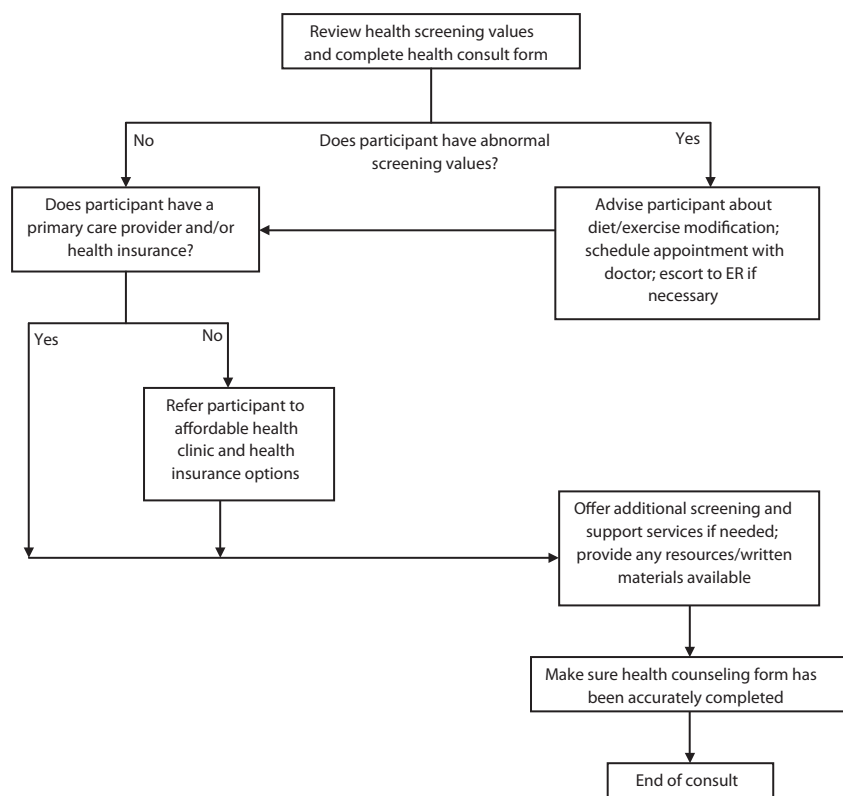 Review health screening values
and complete health consult form
No
Does participant have abnormal
screening values?
Yes
Does participant have a
primary care provider and/or
health insurance?
Advise participant about
diet/exercise modification;
schedule appointment with
doctor; escort to ER if
necessary
Yes
No
Refer participant to
affordable health
clinic and health
insurance options
Offer additional screening and
support services if needed;
provide any resources/written
materials available
Make sure health counseling form has
been accurately completed
End of consult